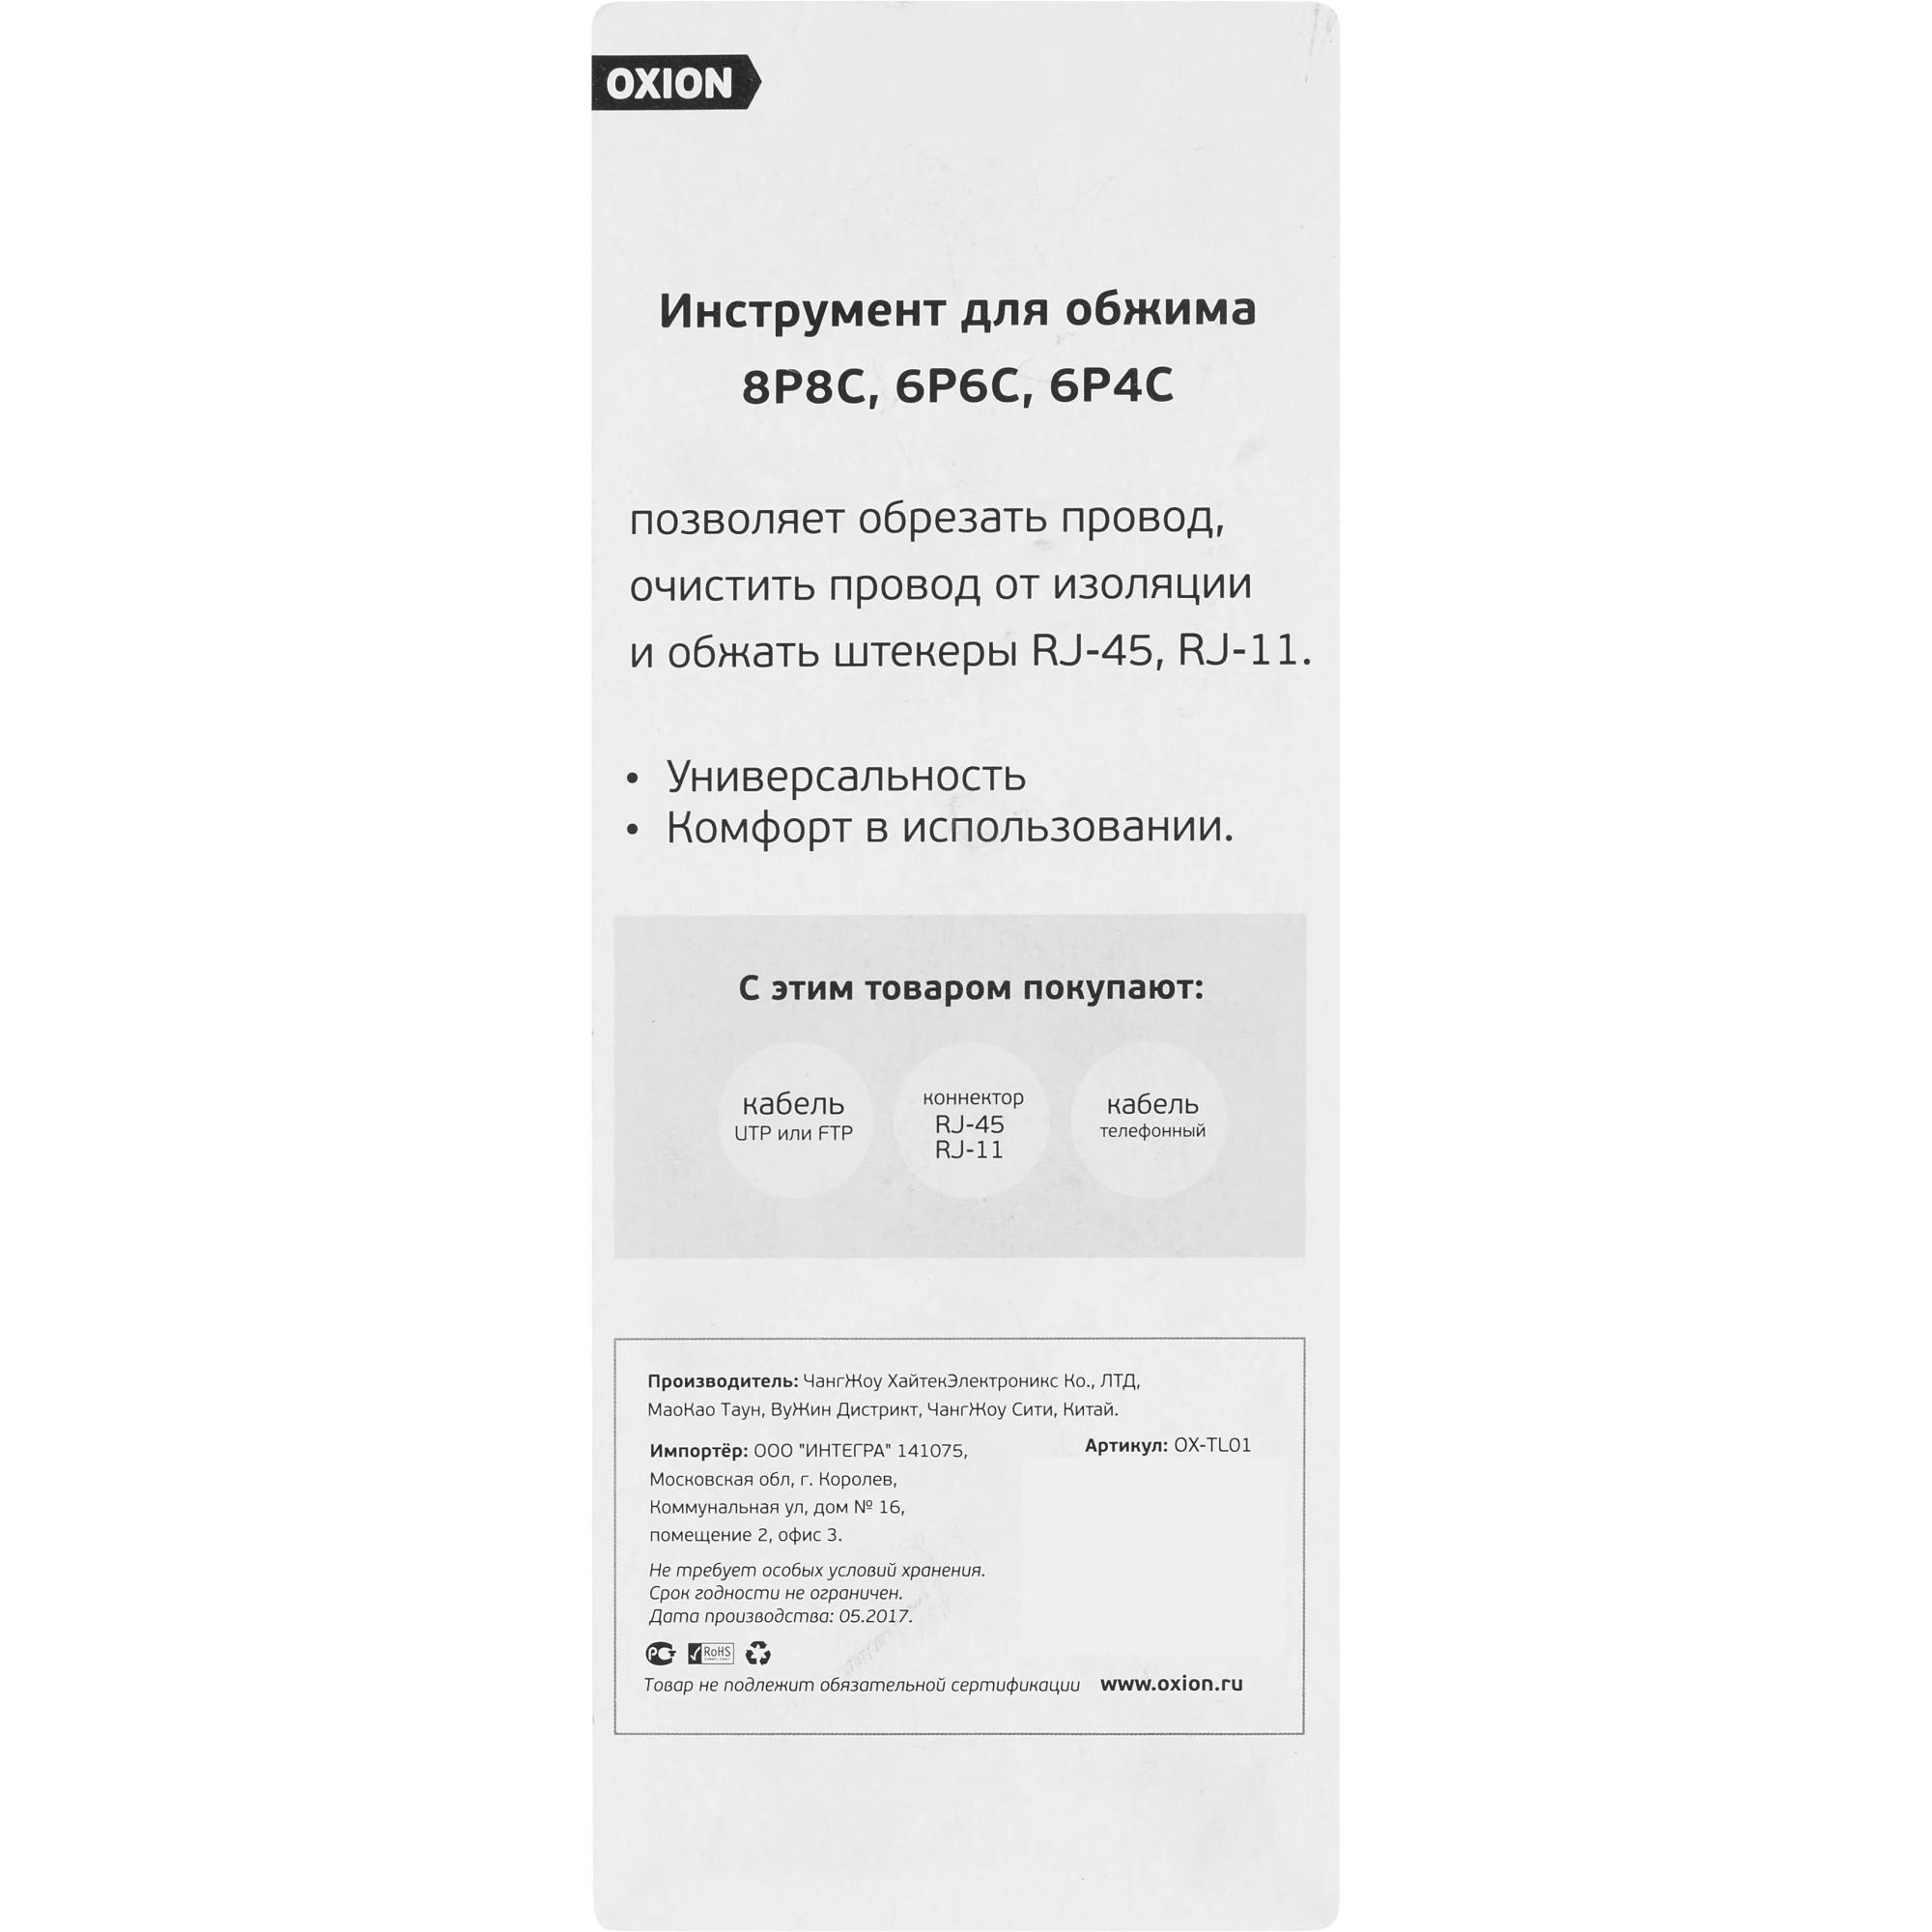 OXION
Инструмент для обжима
8P8C, 6P6C, 6P4C
позволяет обрезать провод,
очистить провод от изоляции
и обжать штекеры RJ-45, RJ-11.
• Универсальность
• Комфорт в использовании.
С этим товаром покупают:
кабель
UTP или FTP
коннектор
RJ-45
RJ-11
кабель
телефонный
Производитель: ЧангЖоу ХайтекЭлектроникс Ко., ЛТД,
МаоКао Таун, ВуЖин Дистрикт, ЧангЖоу Сити, Китай.
Импортёр: ООО "ИНТЕГРА" 141075,
Московская обл, г. Королев,
Коммунальная ул, дом № 16,
помещение 2, офис 3.
Артикул: OX-TL01
Не требует особых условий хранения.
Срок годности не ограничен.
Дата производства: 05.2017.
РС RoHS
Товар не подлежит обязательной сертификации www.oxion.ru